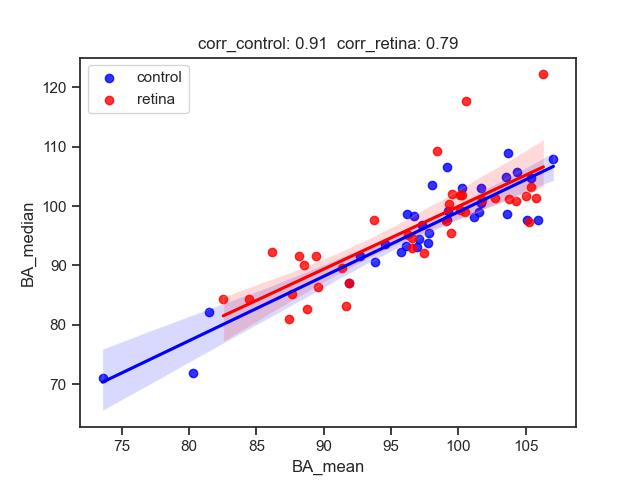 corr_control: 0.91  corr_retina: 0.79
control
retina
120
110
100
90
80
70
BA_median
75
80
85
90
95
100
105
BA_mean